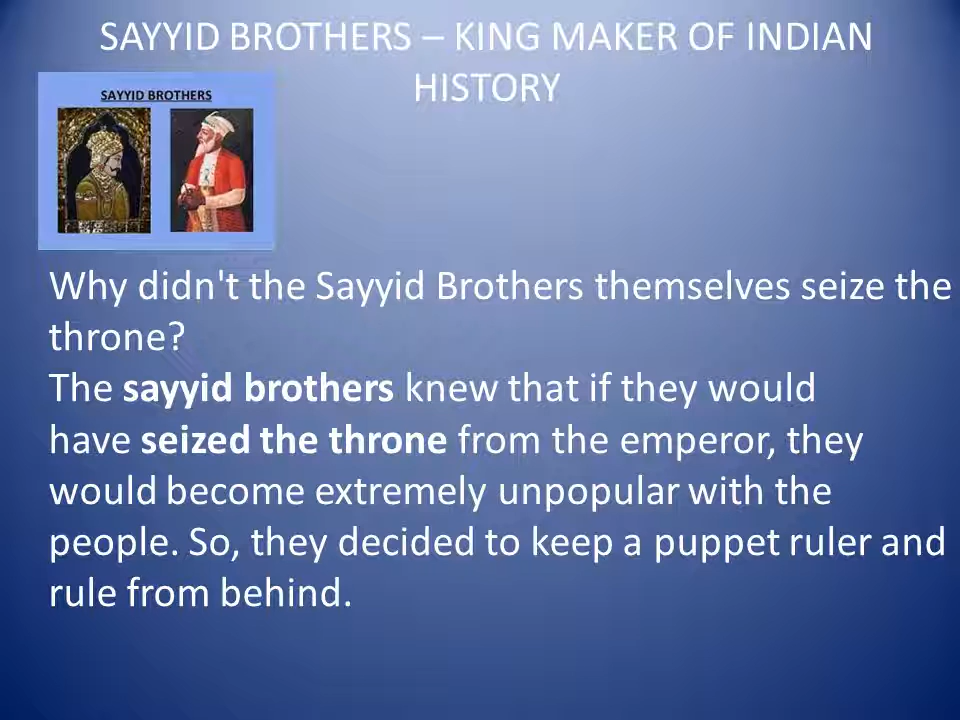 SAYYID BROTHERS – KING MAKER OF INDIAN
HISTORY
SAYYID BROTHERS
Why didn't the Sayyid Brothers themselves seize the
throne?
The sayyid brothers knew that if they would
have seized the throne from the emperor, they
would become extremely unpopular with the
people. So, they decided to keep a puppet ruler and
rule from behind.